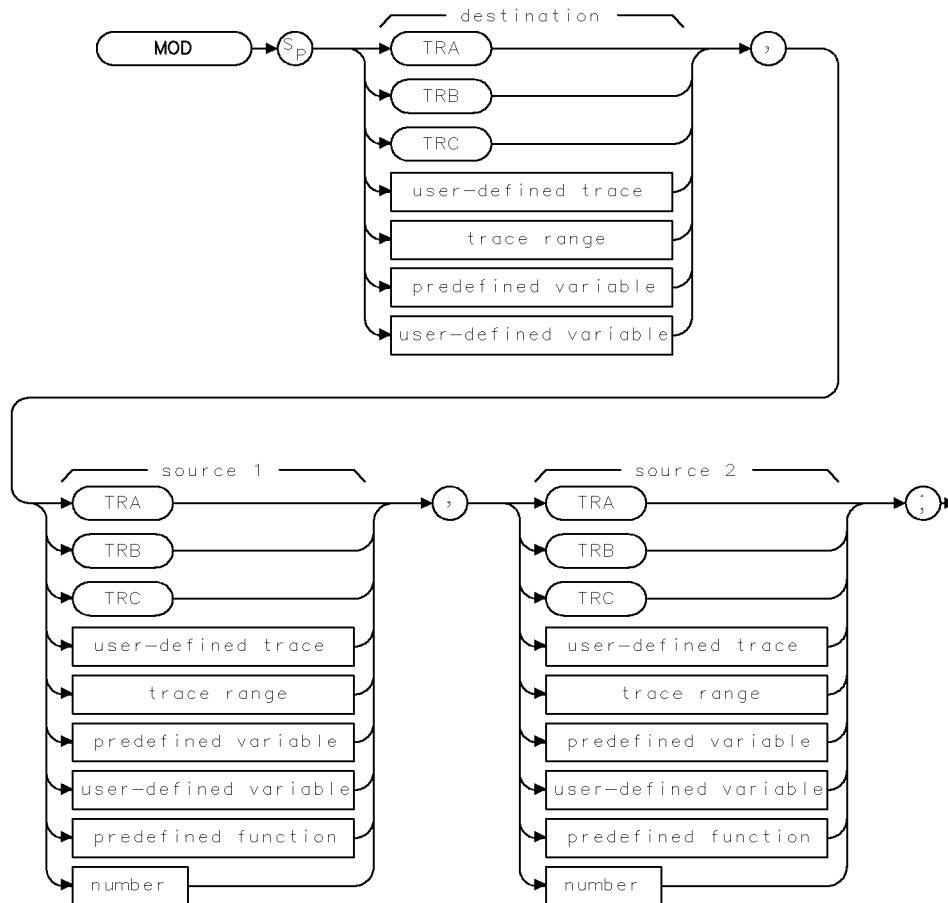 destination
MOD SP TRA ,
TRB
TRC
user-defined trace
trace range
predefined variable
user-defined variable
source 1 source 2
TRA , TRA ;
TRB TRB
TRC TRC
user-defined trace user-defined trace
trace range trace range
predefined variable predefined variable
user-defined variable user-defined variable
predefined function predefined function
number number